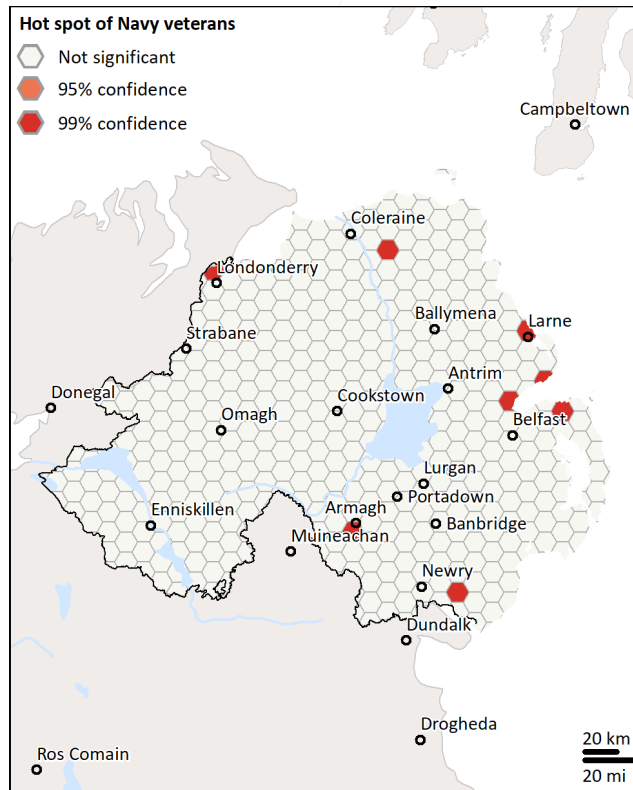 Hot spot of Navy veterans
Not significant
95% confidence
99% confidence
Campbeltown
Coleraine
Londonderry
Ballymena
Larne
Strabane
Antrim
Donegal
Cookstown
Omagh
Belfast
Lurgan
Portadown
Enniskillen
Armagh
Banbridge
Muineachan
Newry
Dundalk
Drogheda
20 km
Ros Comain
20 mi